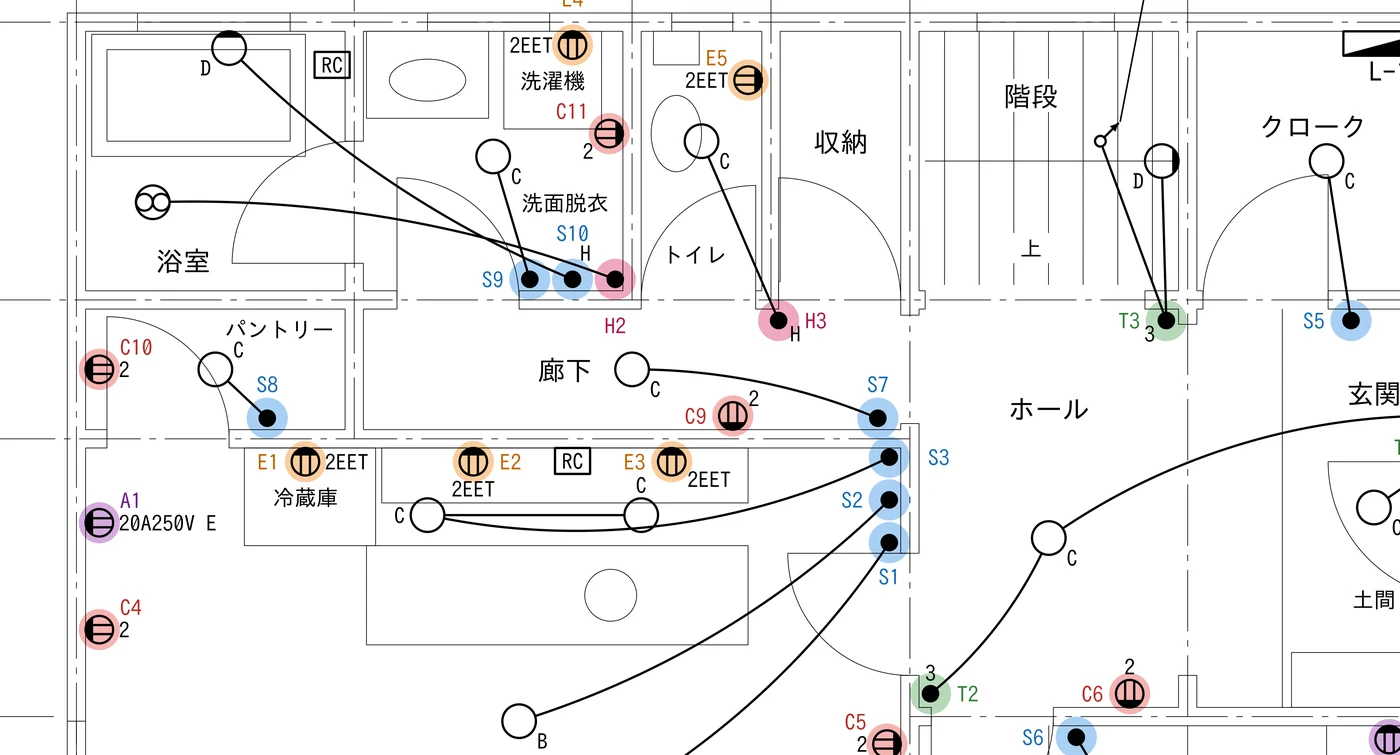 E4
2EET
洗濯機
C11
2
E5
2EET
D
RC
C
洗面脱衣
S10
H
S9
H2
浴室
C
トイレ
収納
H3
H
階段
D
上
T3
3
L-
クローク
C
S5
パントリー
C
C10
2
S8
廊下
C
C9
2
S7
ホール
玄関
E1
2EET
冷蔵庫
E2
2EET
RC
E3
2EET
C
C
S3
S2
S1
A1
20A250V E
C4
2
C
土間
B
C5
2
3
T2
2
C6
S6